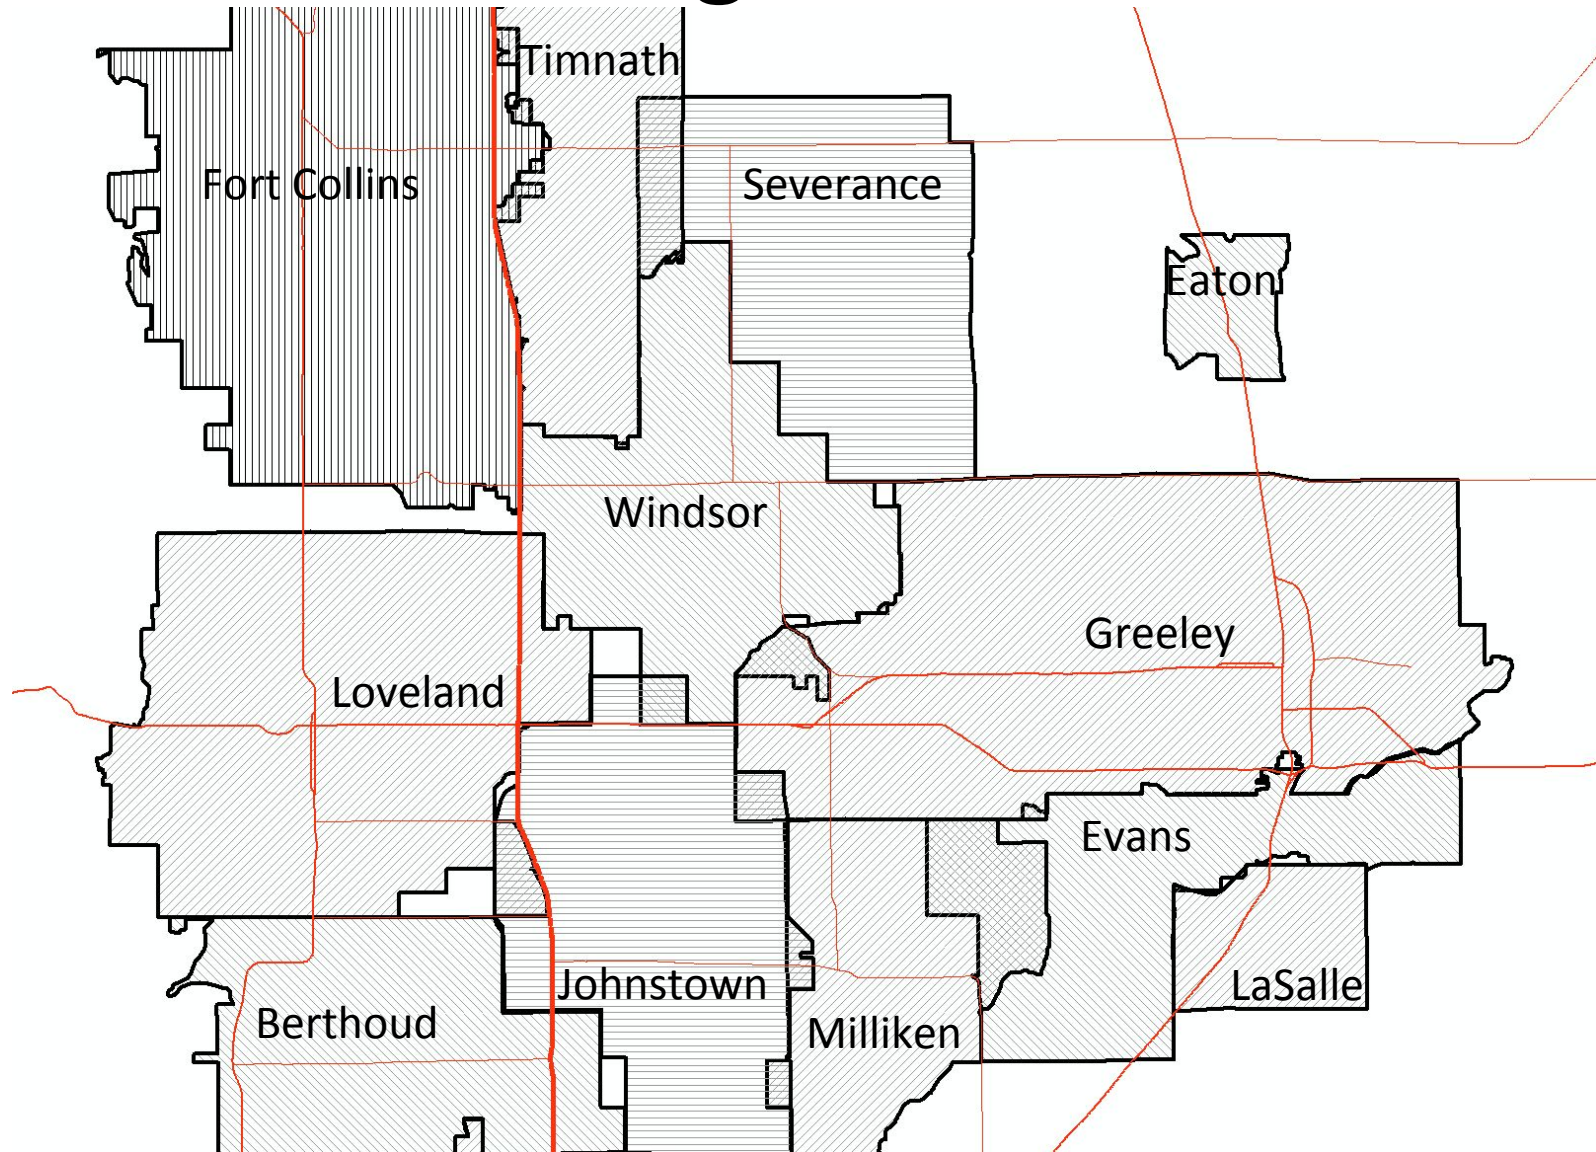 Timnath
Fort Collins
Severance
Eaton
Windsor
Greeley
Loveland
Evans
Johnstown
LaSalle
Berthoud
Milliken